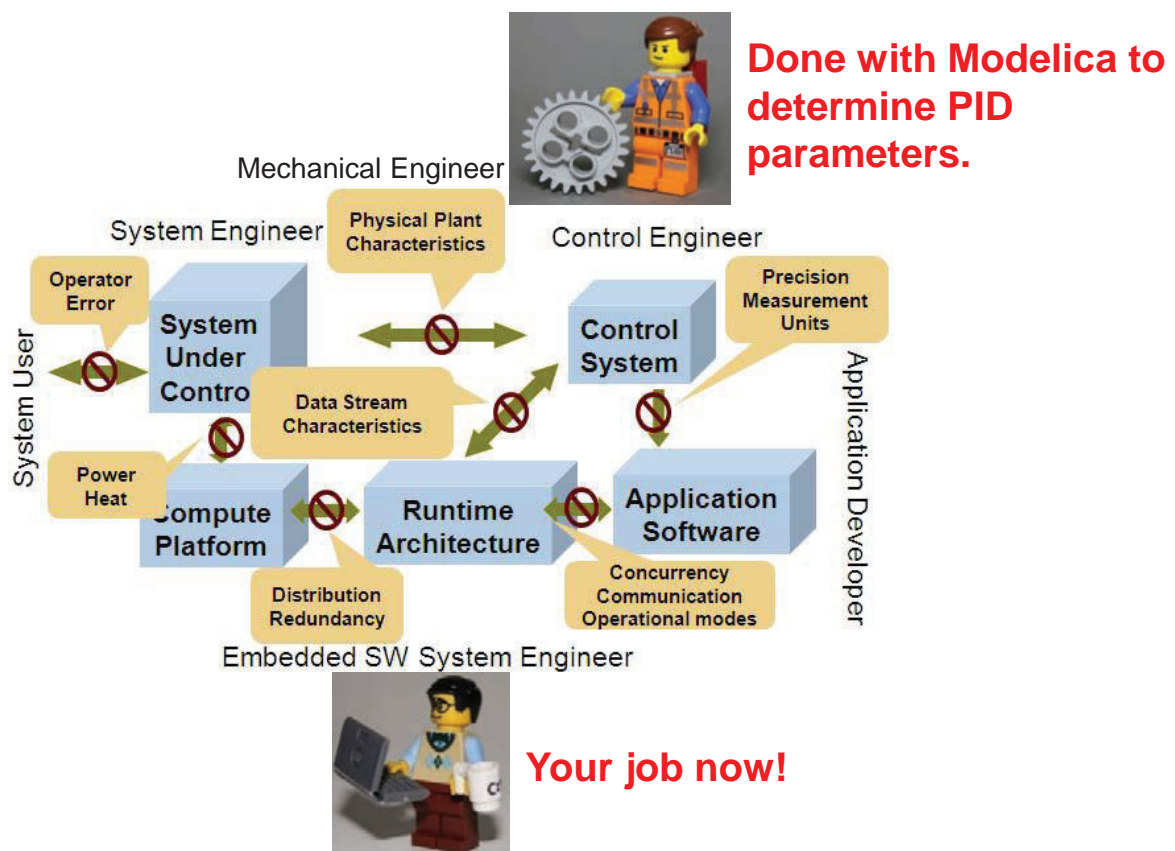 Done with Modelica to
determine PID
parameters.
Mechanical Engineer
System Engineer
Physical Plant
Characteristics
Control Engineer
Operator
Error
Precision
Measurement
Units
System
Under
Contro
Control
System
System User
Data Stream
Characteristics
Application Developer
Power
Heat
Compute
Platform
Runtime
Architecture
Application
Software
Distribution
Redundancy
Concurrency
Communication
Operational modes
Embedded SW System Engineer
Your job now!